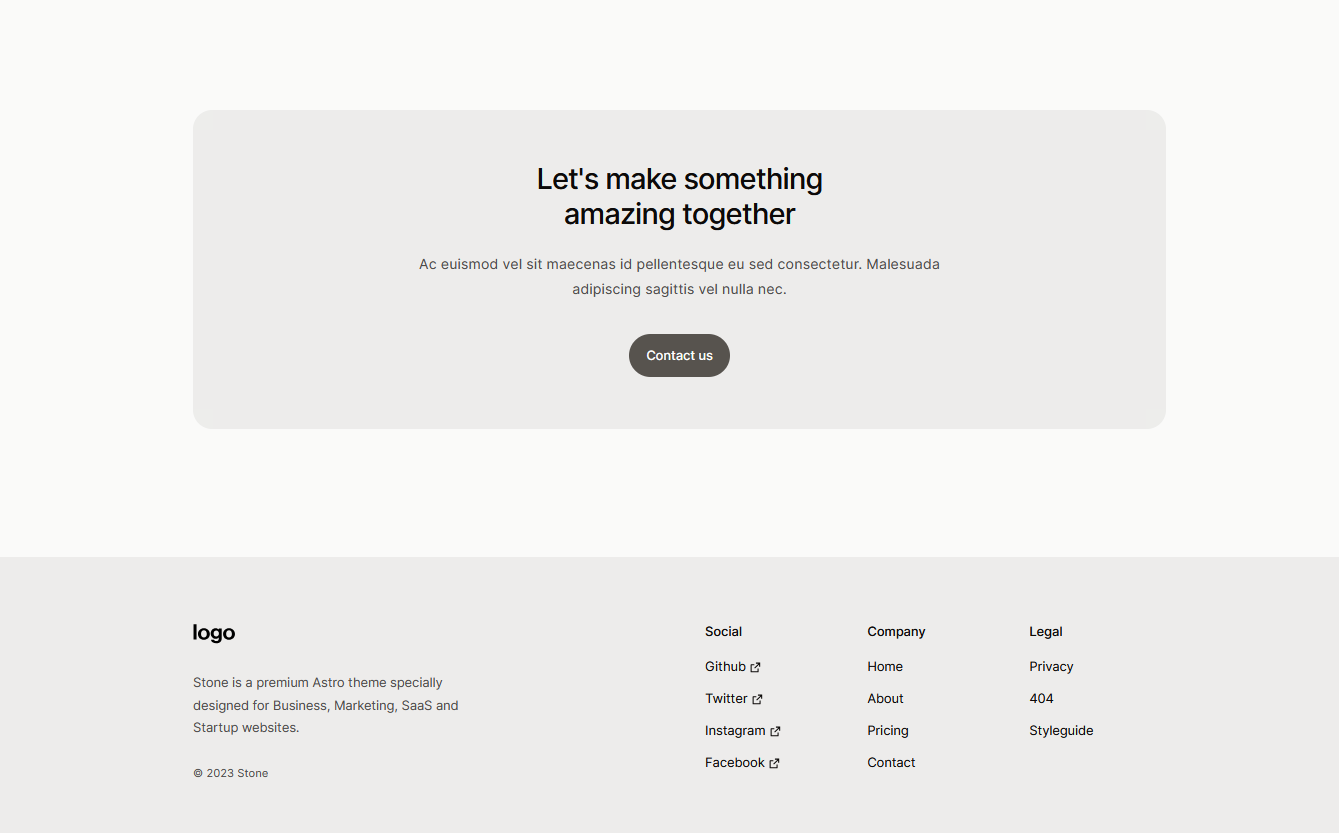 Let's make something
amazing together
Ac euismod vel sit maecenas id pellentesque eu sed consectetur. Malesuada
adipiscing sagittis vel nulla nec.
Contact us
logo
Stone is a premium Astro theme specially
designed for Business, Marketing, SaaS and
Startup websites.
© 2023 Stone
Social
Github
Twitter
Instagram
Facebook
Company
Home
About
Pricing
Contact
Legal
Privacy
404
Styleguide